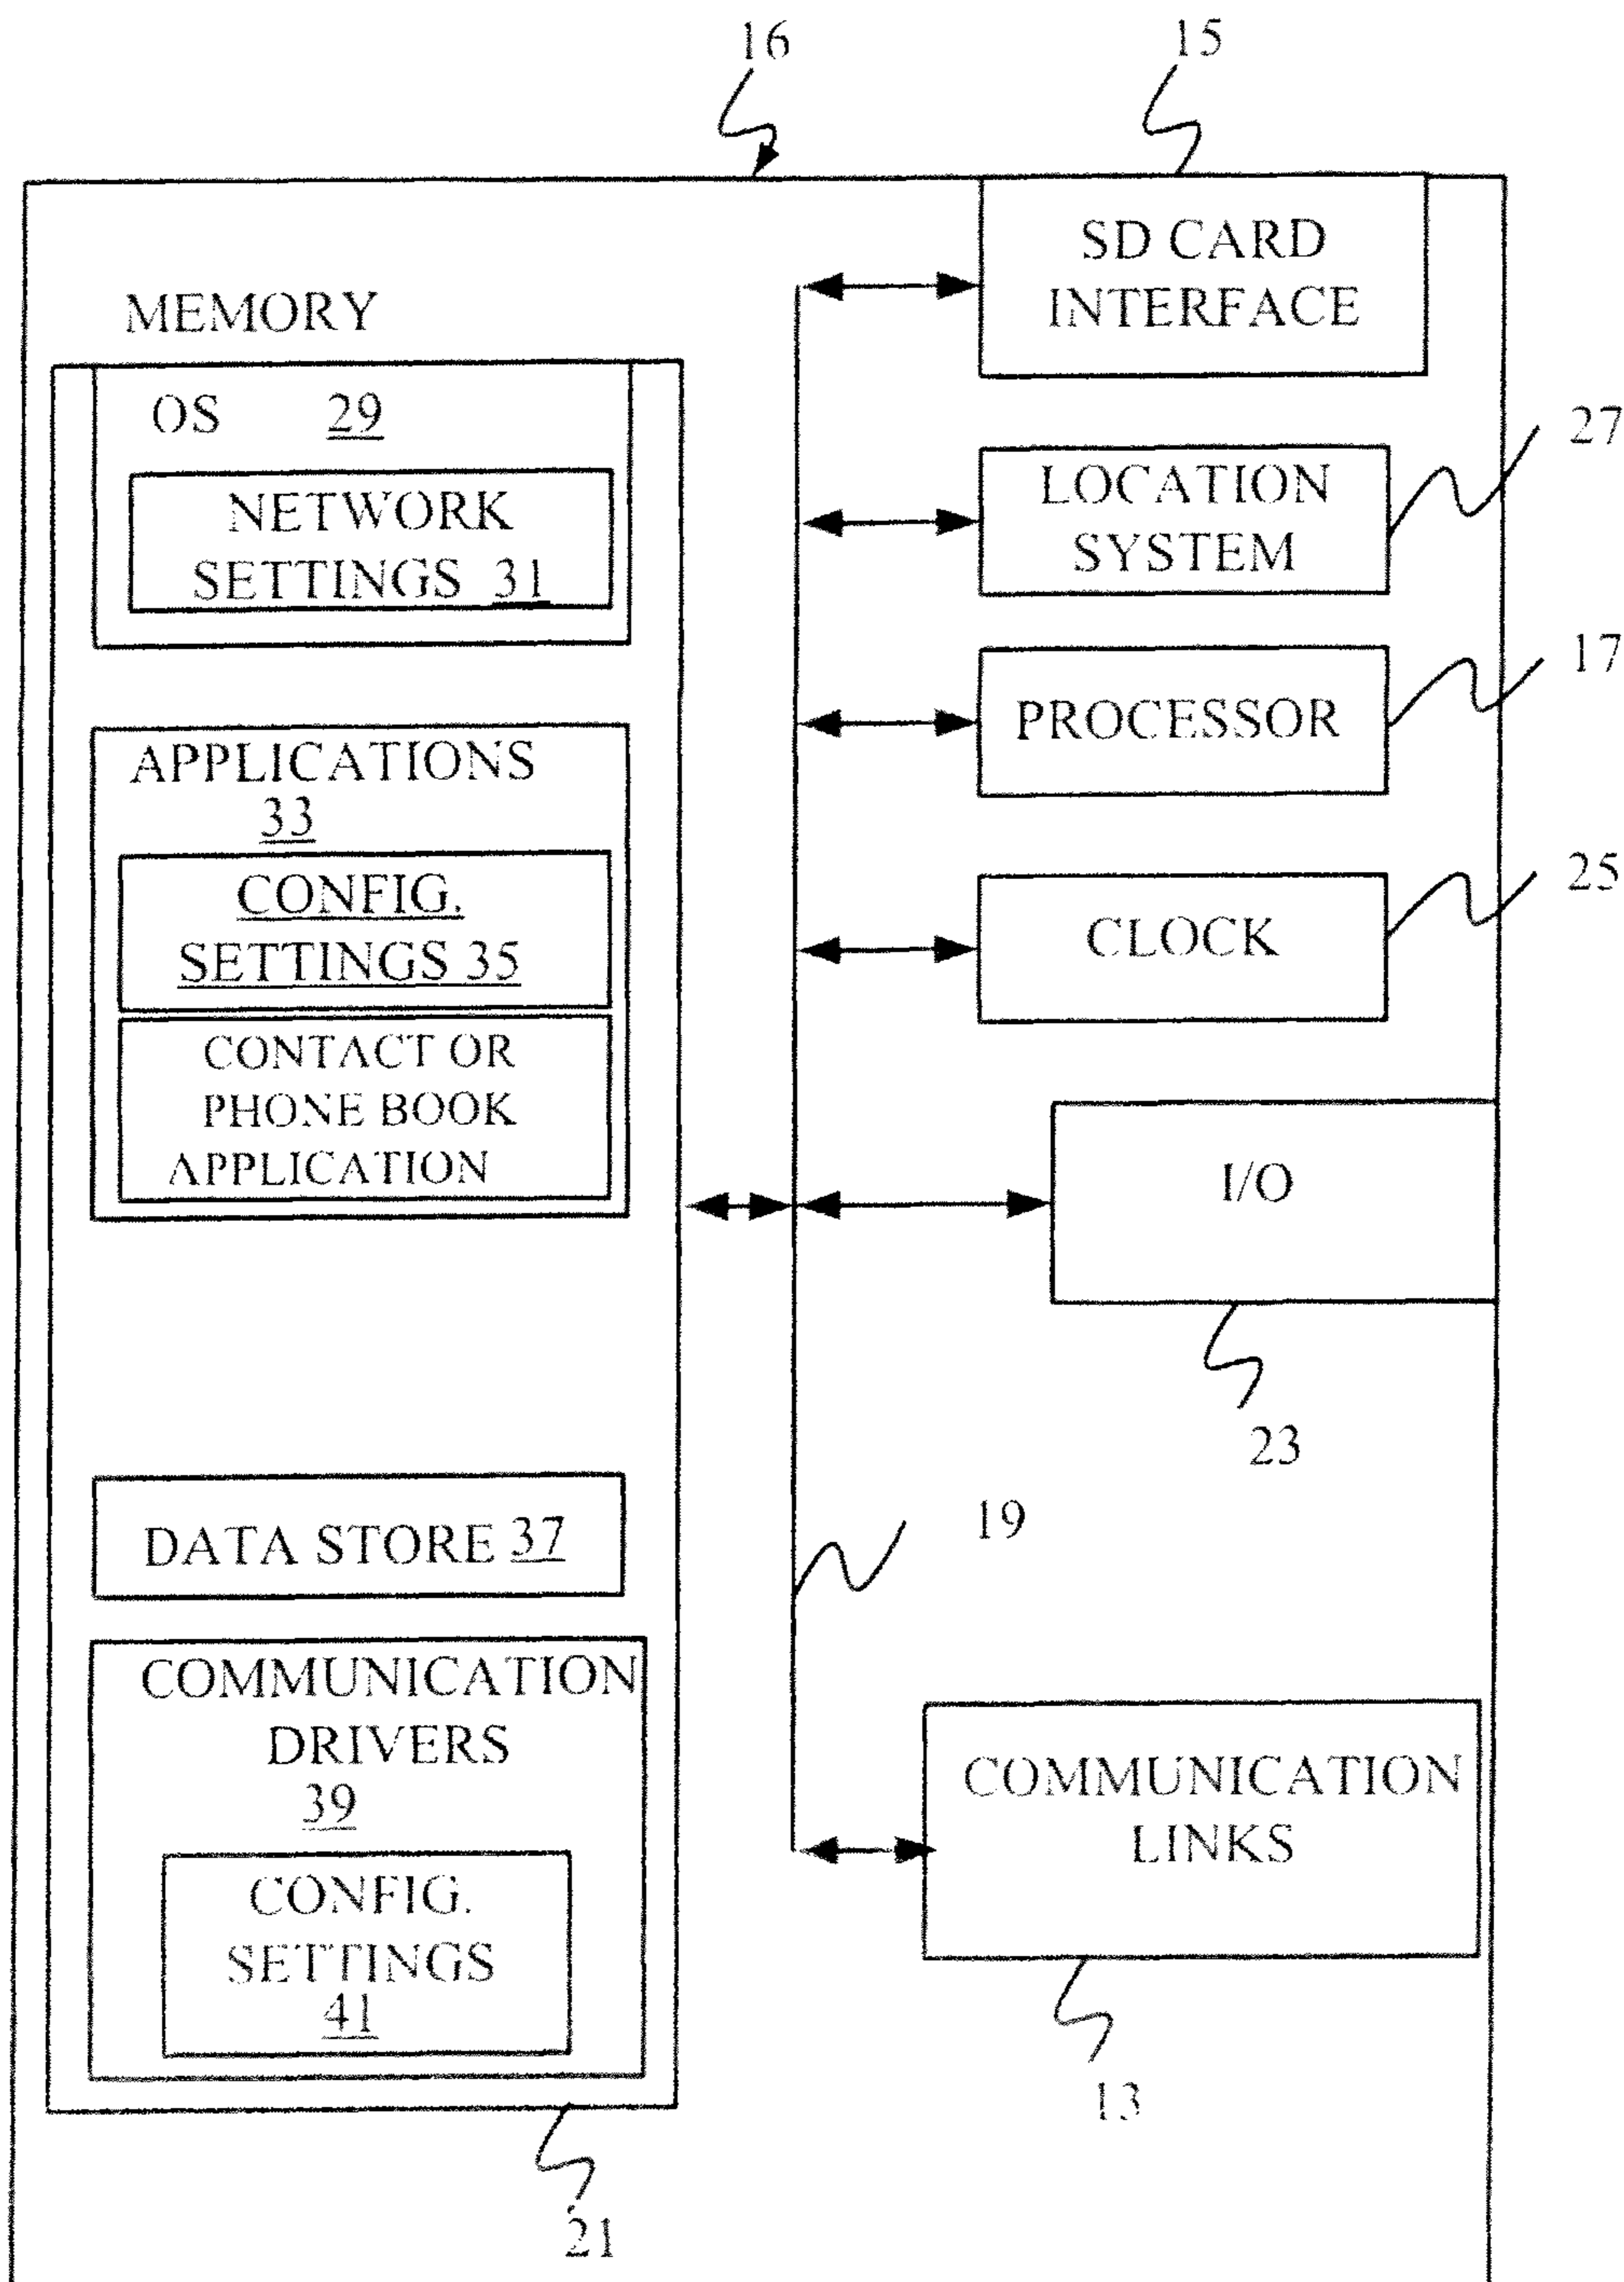 16
15
SD CARD
INTERFACE
MEMORY
OS 29
NETWORK
SETTINGS 31
27
LOCATION
SYSTEM
17
PROCESSOR
APPLICATIONS
33
CONFIG.
SETTINGS 35
25
CLOCK
CONTACT OR
PHONE BOOK
APPLICATION
I/O
23
DATA STORE 37
19
COMMUNICATION
DRIVERS
39
CONFIG.
SETTINGS
41
COMMUNICATION
LINKS
13
21